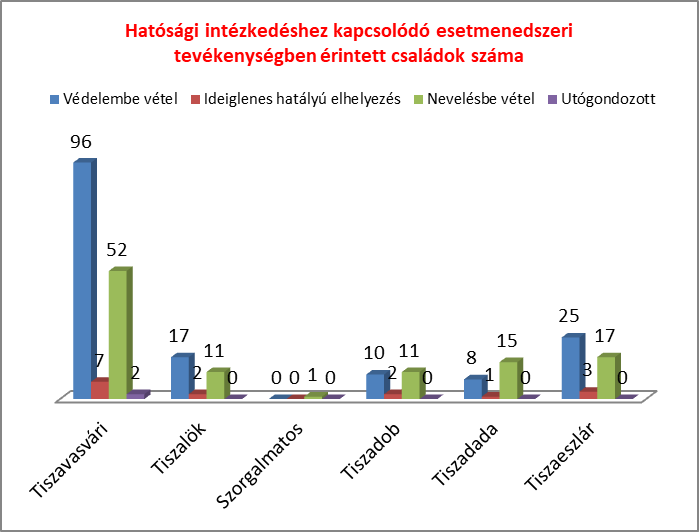 Hatósági intézkedéshez kapcsolódó esetmenedszeri
tevékenységben érintett családok száma
Védelembe vétel Ideiglenes hatályú elhelyezés Nevelésbe vétel Utógondozott
96
7
52
2
17
2
11
0
0
0
1
0
10
2
11
0
8
1
15
0
25
3
17
0
Tiszavasvári
Tiszalök
Szorgalmatos
Tiszadob
Tiszadada
Tiszaeszlár